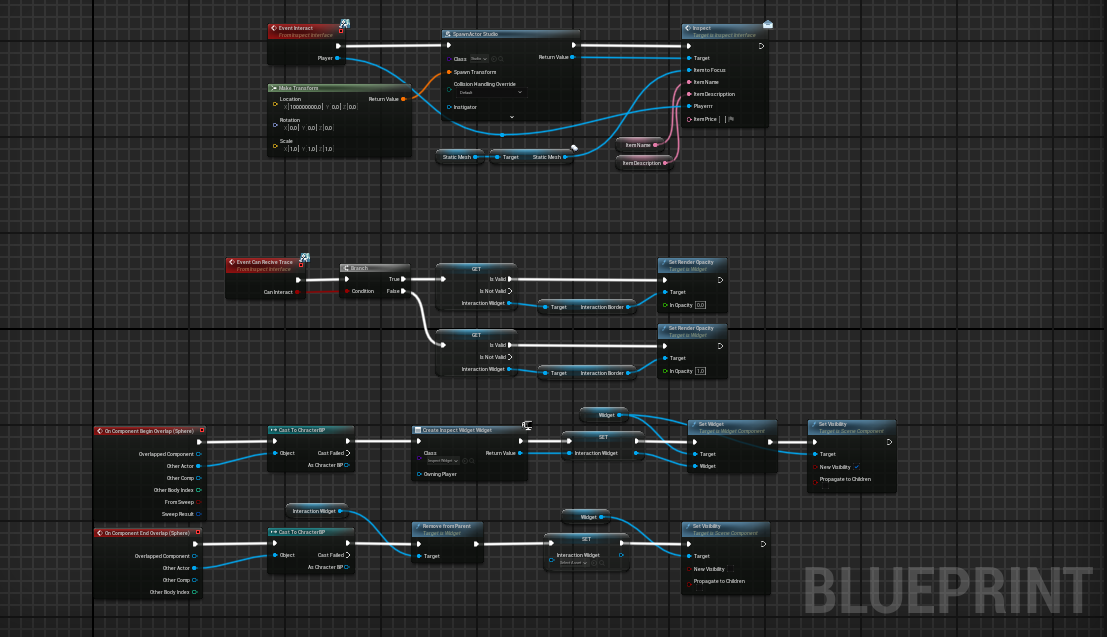 Event Interact
From Inspect Interface
Player
Make Transform
Location
Return Value
X 100000000,0 Y 0,0 Z 0,0
Rotation
X 0,0 Y 0,0 Z 0,0
Scale
X 1,0 Y 1,0 Z 1,0
SpawnActor Studio
Class Studio
Return Value
Spawn Transform
Collision Handling Override
Default
Instigator
Static Mesh
Target Static Mesh
Inspect
Target is Inspect Interface
Target
Item to Focus
Item Name
Item Description
Playerrr
Item Price
Item Name
Item Description
Event Can Recive Trace
From Inspect Interface
Can Interact
Branch
True
Condition False
GET
Is Valid
Is Not Valid
Interaction Widget
Target Interaction Border
Set Render Opacity
Target is Widget
Target
In Opacity 0,0
GET
Is Valid
Is Not Valid
Interaction Widget
Target Interaction Border
Set Render Opacity
Target is Widget
Target
In Opacity 1,0
On Component Begin Overlap (Sphere)
Overlapped Component
Other Actor
Other Comp
Other Body Index
From Sweep
Sweep Result
Cast To ChracterBP
Object Cast Failed
As Chracter BP
Create Inspect Widget Widget
Class
Inspect Widget
Return Value
Owning Player
SET
Interaction Widget
Widget
Set Widget
Target is Widget Component
Target
Widget
Set Visibility
Target is Scene Component
Target
New Visibility
Propagate to Children
On Component End Overlap (Sphere)
Overlapped Component
Other Actor
Other Comp
Other Body Index
Cast To ChracterBP
Object Cast Failed
As Chracter BP
Interaction Widget
Remove from Parent
Target is Widget
Target
Widget
SET
Interaction Widget
Select Asset
Set Visibility
Target is Scene Component
Target
New Visibility
Propagate to Children
BLUEPRINT